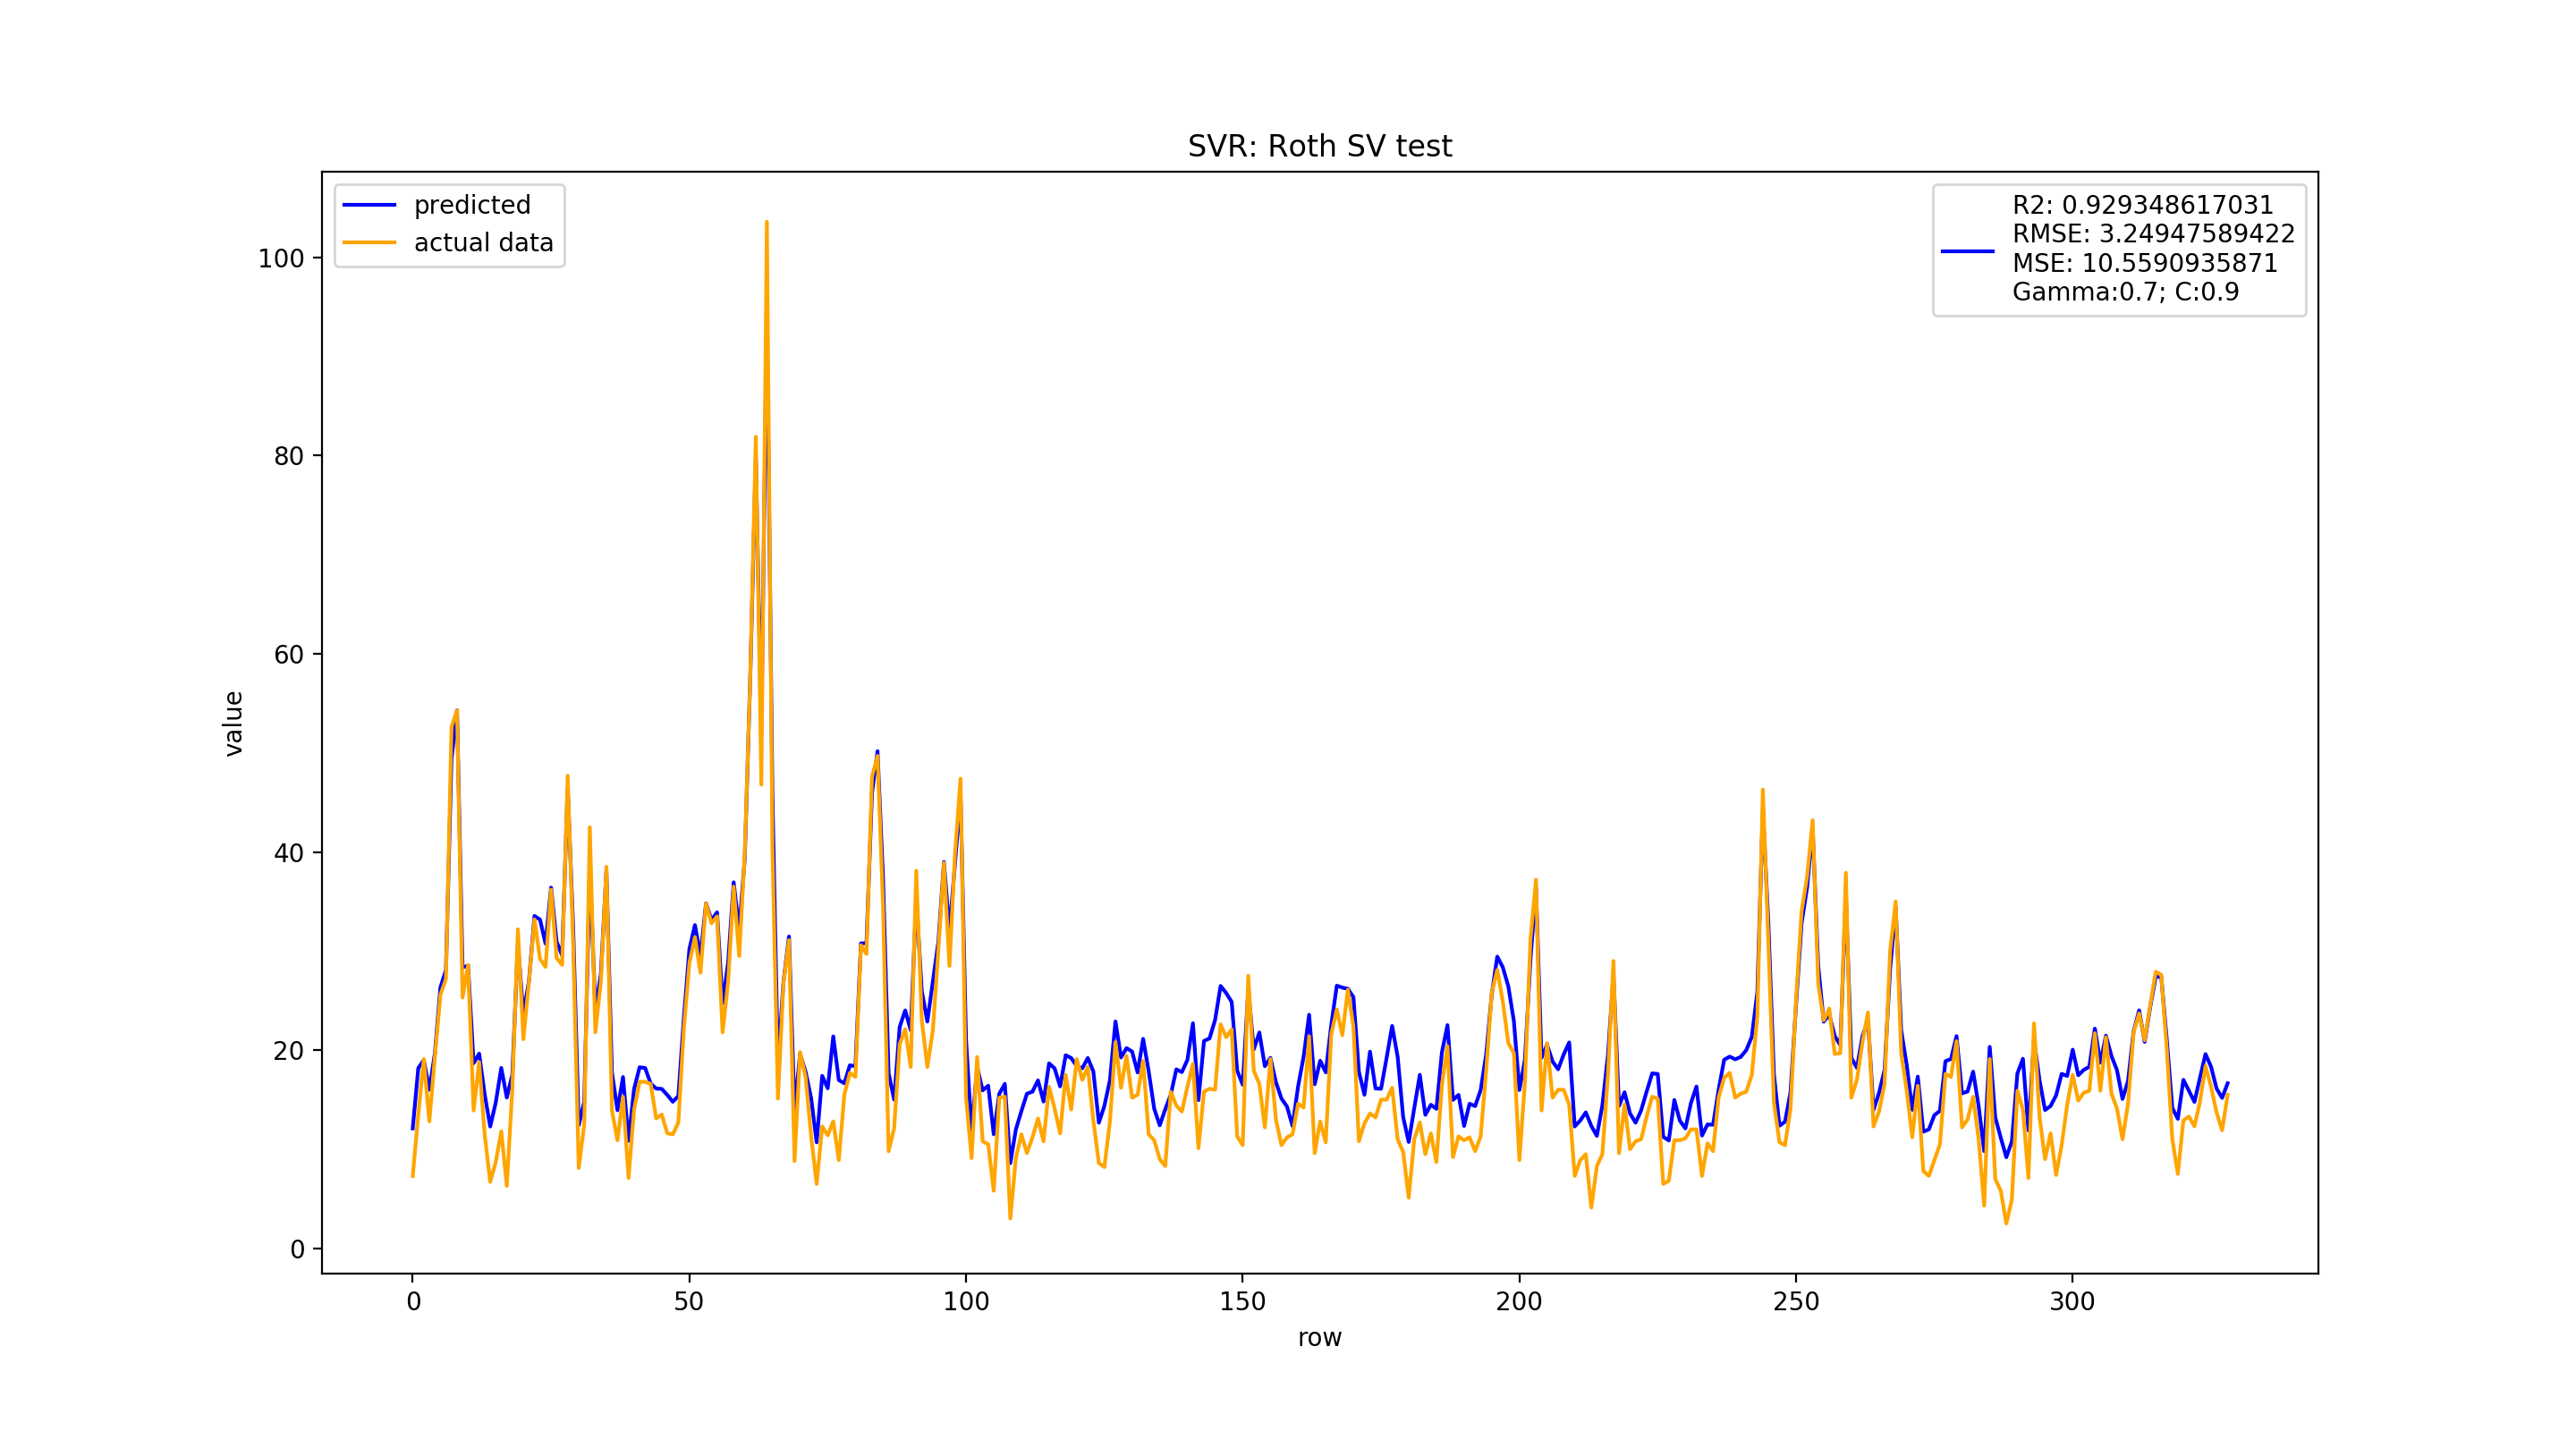 SVR: Roth SV test
predicted
actual data
R2: 0.929348617031
RMSE: 3.24947589422
MSE: 10.5590935871
Gamma:0.7; C:0.9
100
80
60
40
20
0
value
0 50 100 150 200 250 300
row